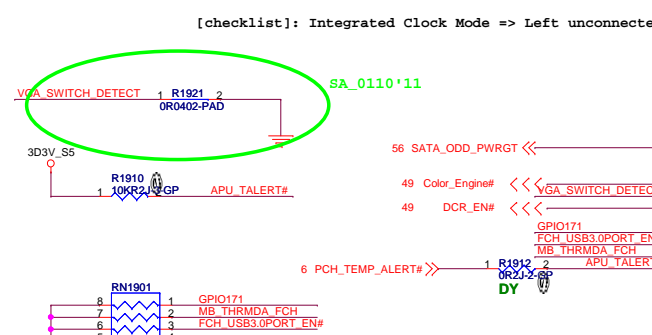 [checklist]: Integrated Clock Mode => Left unconnecte
SA_0110'11
VGA_SWITCH_DETECT 1 R1921 2
0R0402-PAD
3D3V_S5
56 SATA_ODD_PWRGT
R1910
1 10KR2J-3-GP 2 APU_TALERT#
49 Color_Engine#
VGA_SWITCH_DETEC
49 DCR_EN#
GPIO171
FCH_USB3.0PORT_EN
MB_THRMDA_FCH
6 PCH_TEMP_ALERT# 1 R1912 2 APU_TALERT
0R2J-2-GP
DY
RN1901
8 1 GPIO171
7 2 MB_THRMDA_FCH
6 3 FCH_USB3.0PORT_EN#